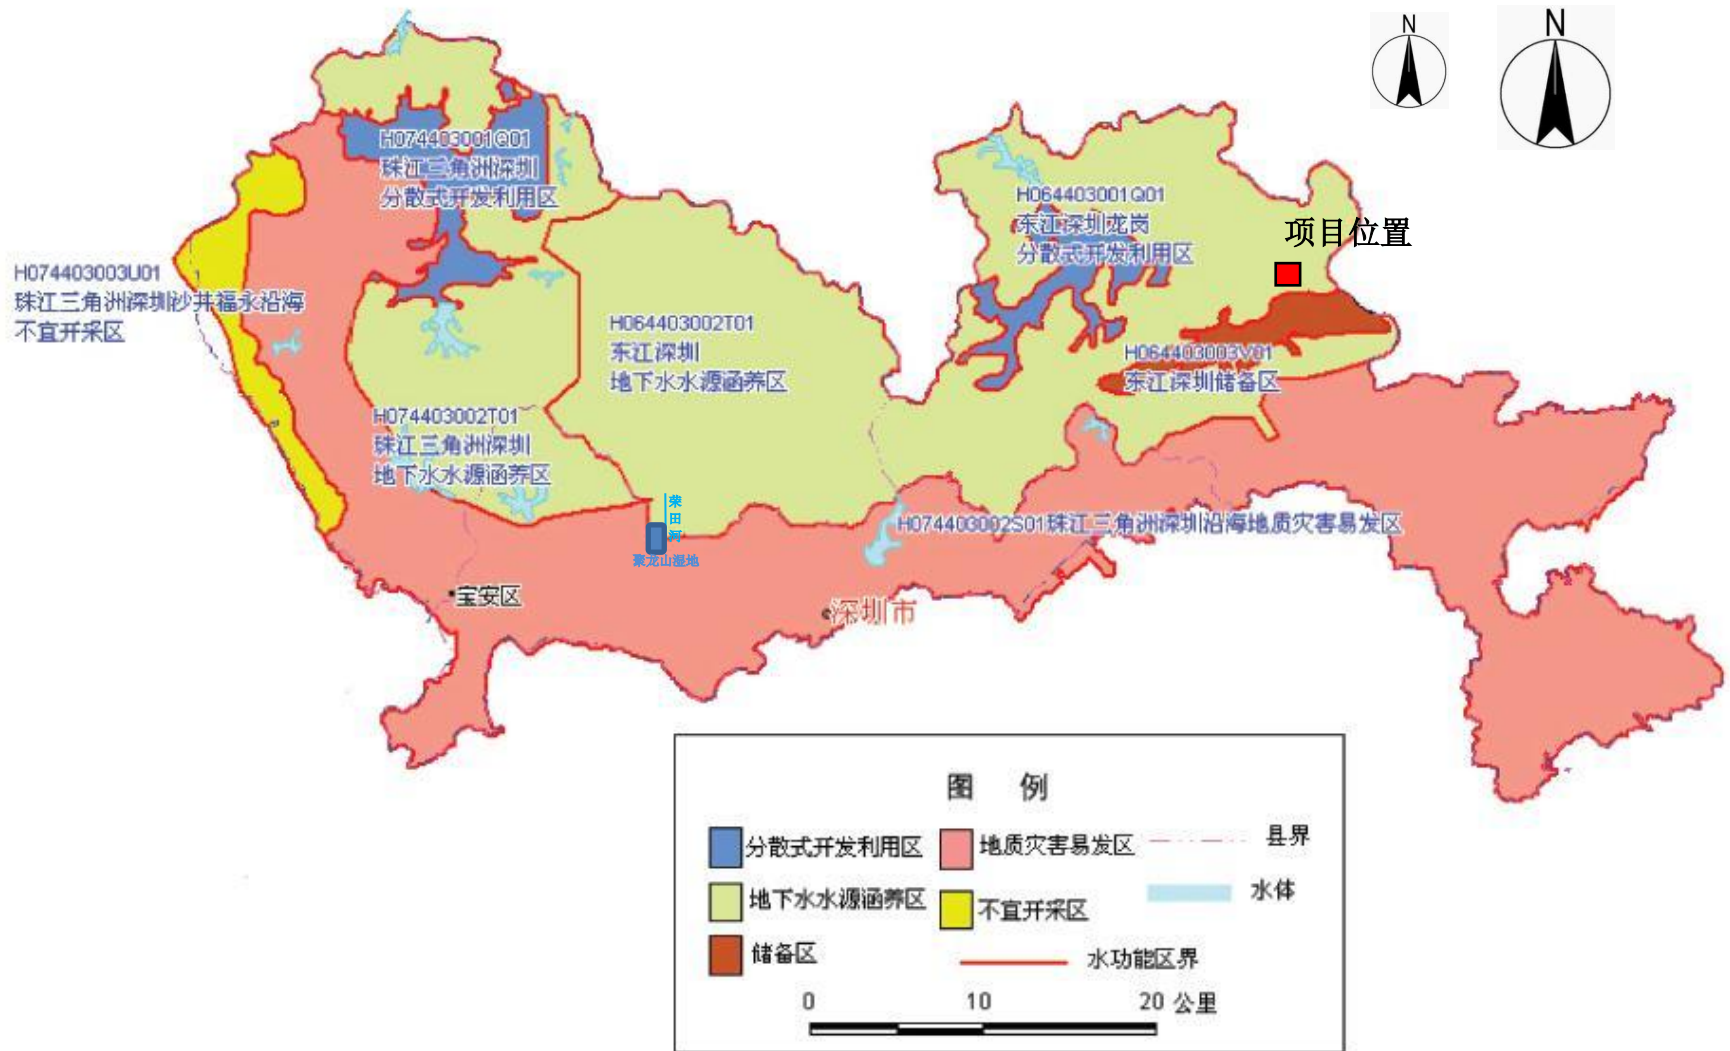 N
N
H074403001Q01
珠江三角洲深圳
分散式开发利用区
H064403001Q01
东江深圳龙岗
分散式开发利用区
项目位置
H074403003U01
珠江三角洲深圳沙井福永沿海
不宜开采区
H064403002T01
东江深圳
地下水水源涵养区
H064403003V01
东江深圳储备区
H074403002T01
珠江三角洲深圳
地下水水源涵养区
荣
田
河
聚龙山湿地
H074403002S01珠江三角洲深圳沿海地质灾害易发区
宝安区
深圳市
图 例
分散式开发利用区
地质灾害易发区
县界
地下水水源涵养区
不宜开采区
水体
储备区
水功能区界
0 10 20 公里